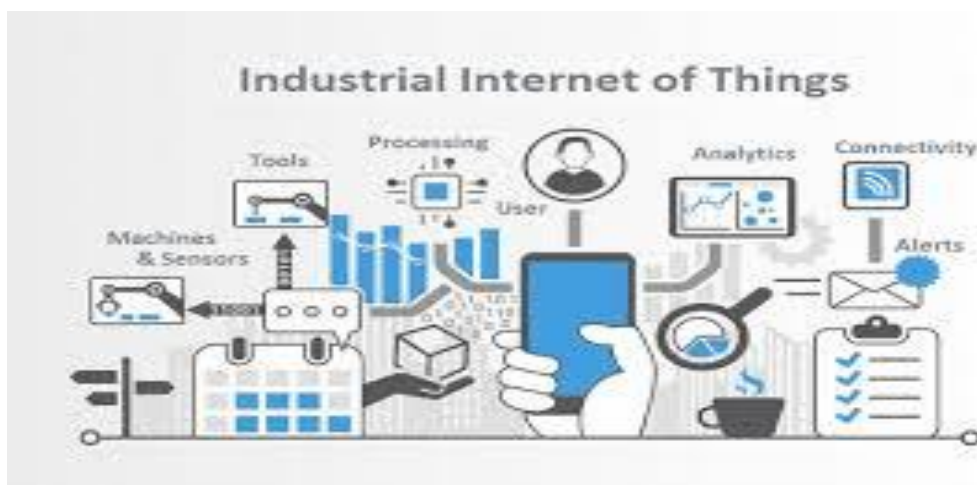 Industrial Internet of Things
Processing
Connectivity
Tools
Analytics
User
Machines
& Sensors
Alerts